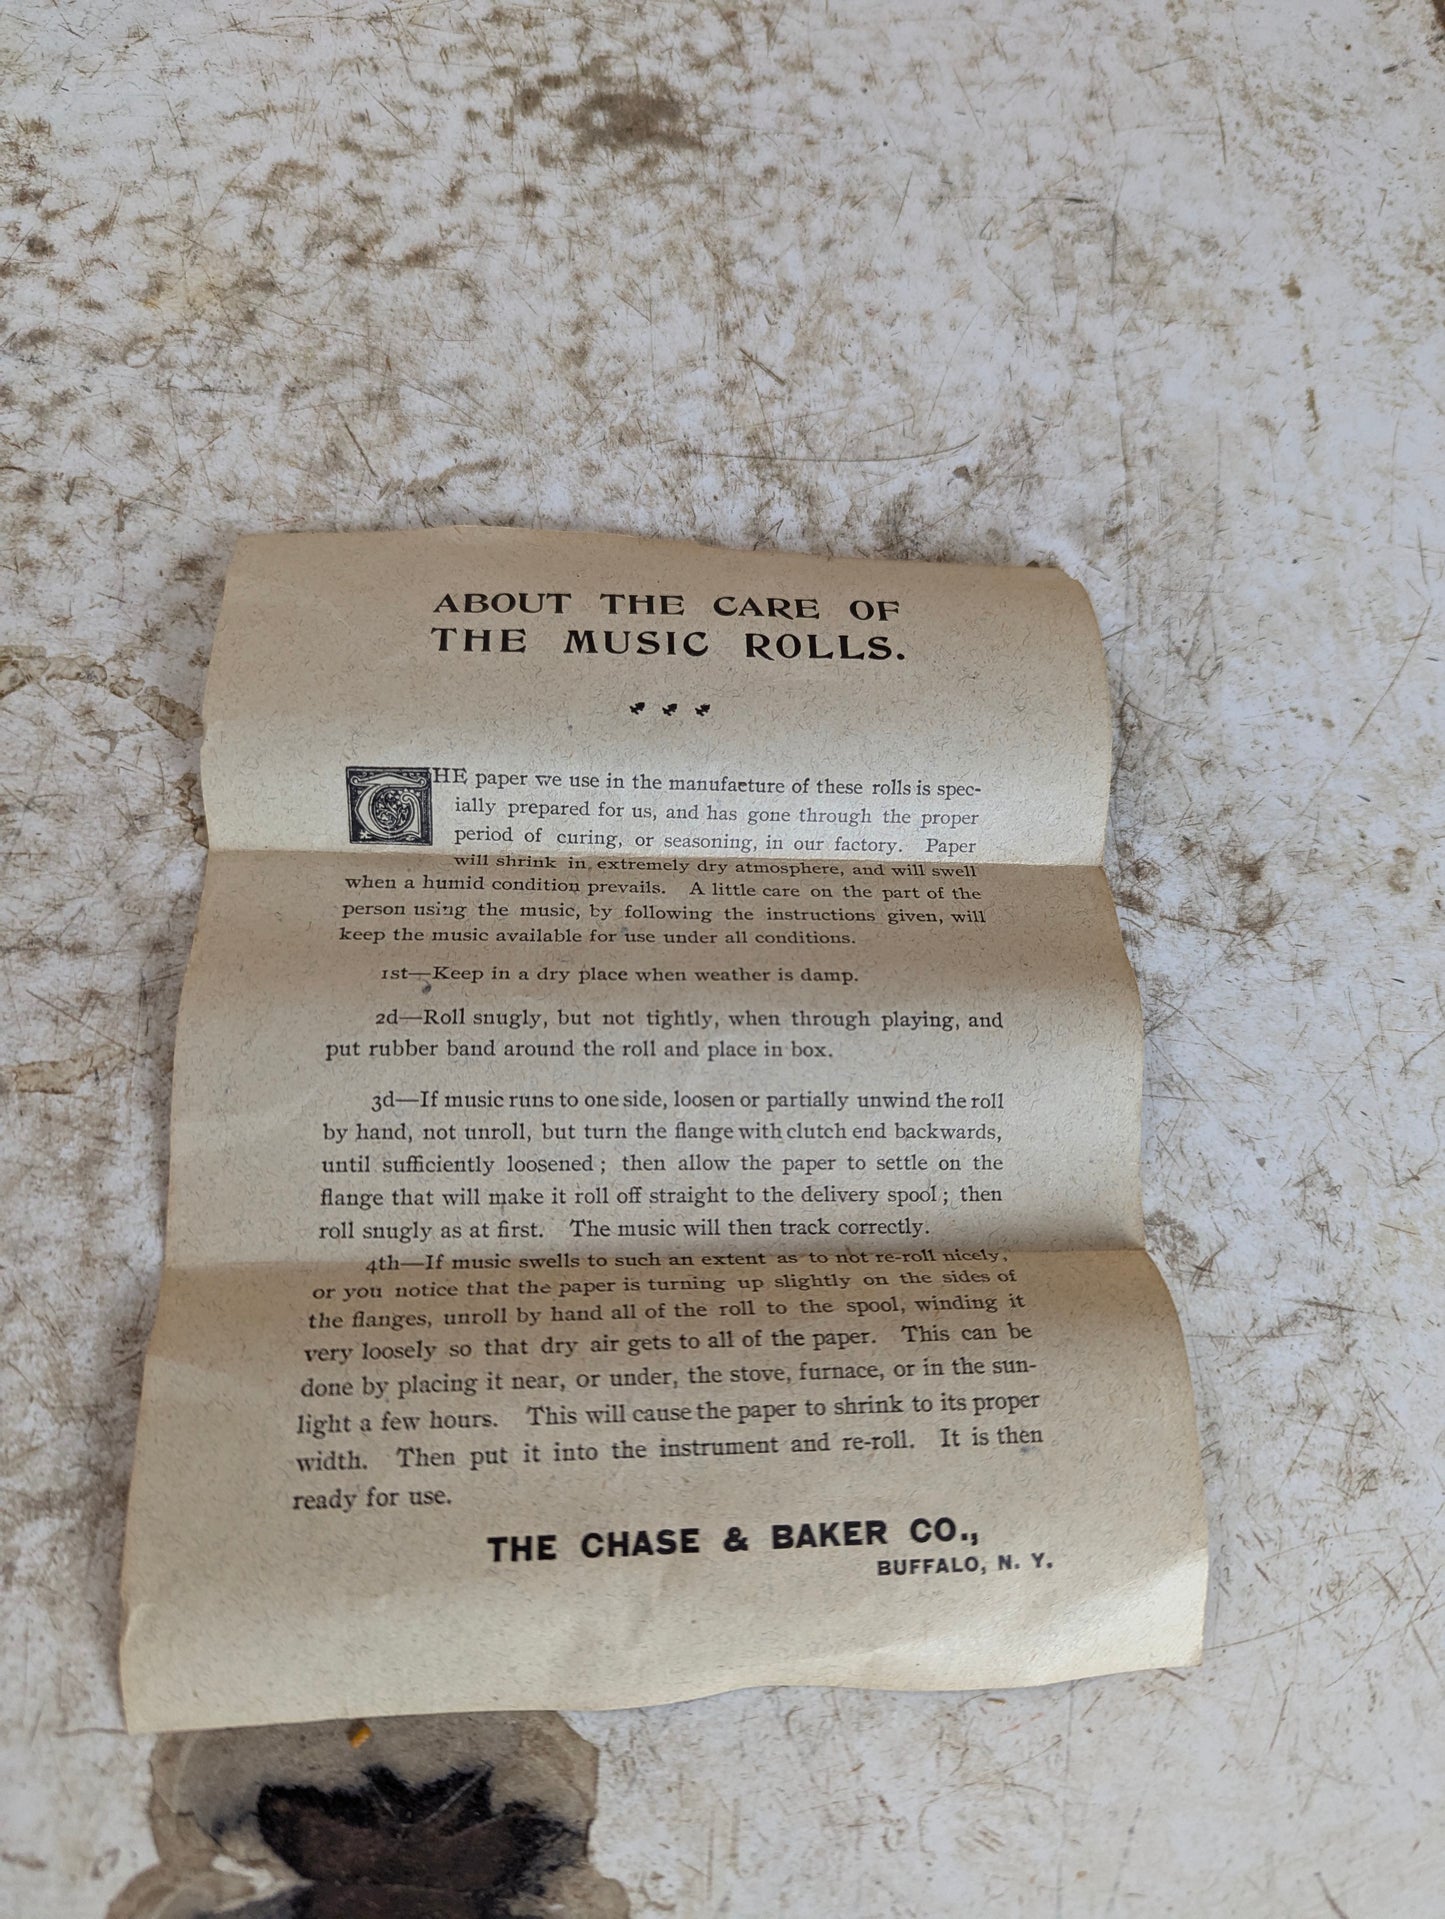 ABOUT THE CARE OF
THE MUSIC ROLLS.
THE paper we use in the manufacture of these rolls is spec-
ially prepared for us, and has gone through the proper
period of curing, or seasoning, in our factory. Paper
will shrink in extremely dry atmosphere, and will swell
when a humid condition prevails. A little care on the part of the
person using the music, by following the instructions given, will
keep the music available for use under all conditions.
1st—Keep in a dry place when weather is damp.
2d—Roll snugly, but not tightly, when through playing, and
put rubber band around the roll and place in box.
3d—If music runs to one side, loosen or partially unwind the roll
by hand, not unroll, but turn the flange with clutch end backwards,
until sufficiently loosened; then allow the paper to settle on the
flange that will make it roll off straight to the delivery spool; then
roll snugly as at first. The music will then track correctly.
4th—If music swells to such an extent as to not re-roll nicely,
or you notice that the paper is turning up slightly on the sides of
the flanges, unroll by hand all of the roll to the spool, winding it
very loosely so that dry air gets to all of the paper. This can be
done by placing it near, or under, the stove, furnace, or in the sun-
light a few hours. This will cause the paper to shrink to its proper
width. Then put it into the instrument and re-roll. It is then
ready for use.
THE CHASE & BAKER CO.,
BUFFALO, N. Y.